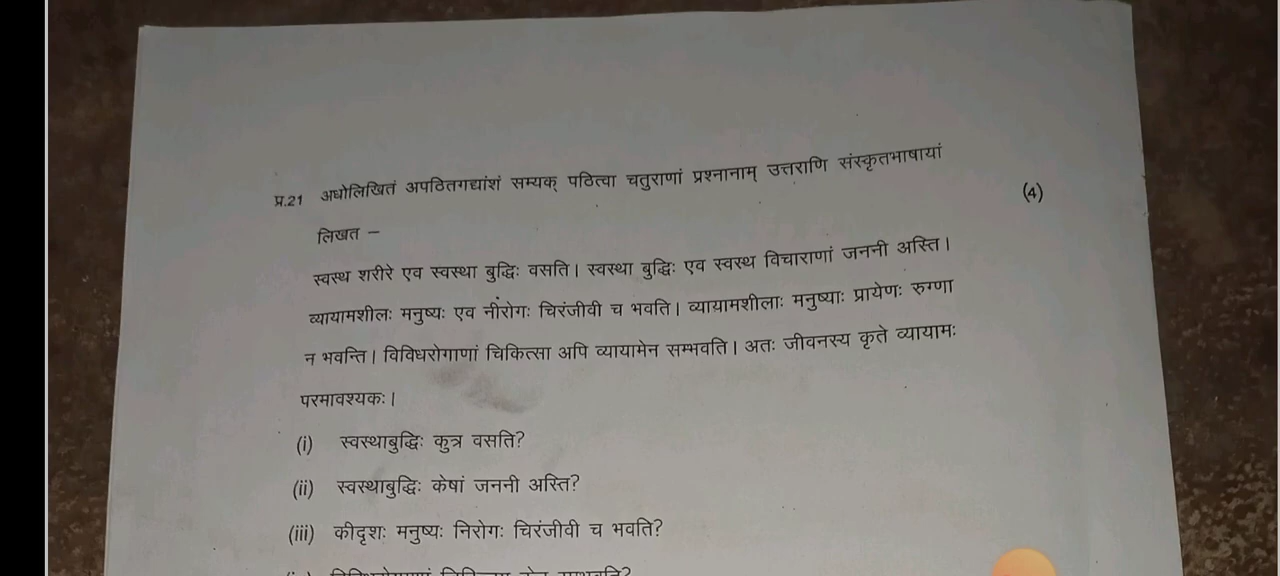 प्र.21 अधोलिखितं अपठितगद्यांशं सम्यक् पठित्वा चतुराणां प्रश्नानाम् उत्तराणि संस्कृतभाषायां
लिखत – (4)
स्वस्थ शरीरे एव स्वस्था बुद्धिः वसति। स्वस्था बुद्धिः एव स्वस्थ विचाराणां जननी अस्ति।
व्यायामशीलः मनुष्यः एव नीरोगः चिरंजीवी च भवति। व्यायामशीलाः मनुष्याः प्रायेणः रुग्णा
न भवन्ति। विविधरोगाणां चिकित्सा अपि व्यायामेन सम्भवति। अतः जीवनस्य कृते व्यायामः
परमावश्यकः।
(i) स्वस्थाबुद्धिः कुत्र वसति?
(ii) स्वस्थाबुद्धिः केषां जननी अस्ति?
(iii) कीदृशः मनुष्यः निरोगः चिरंजीवी च भवति?